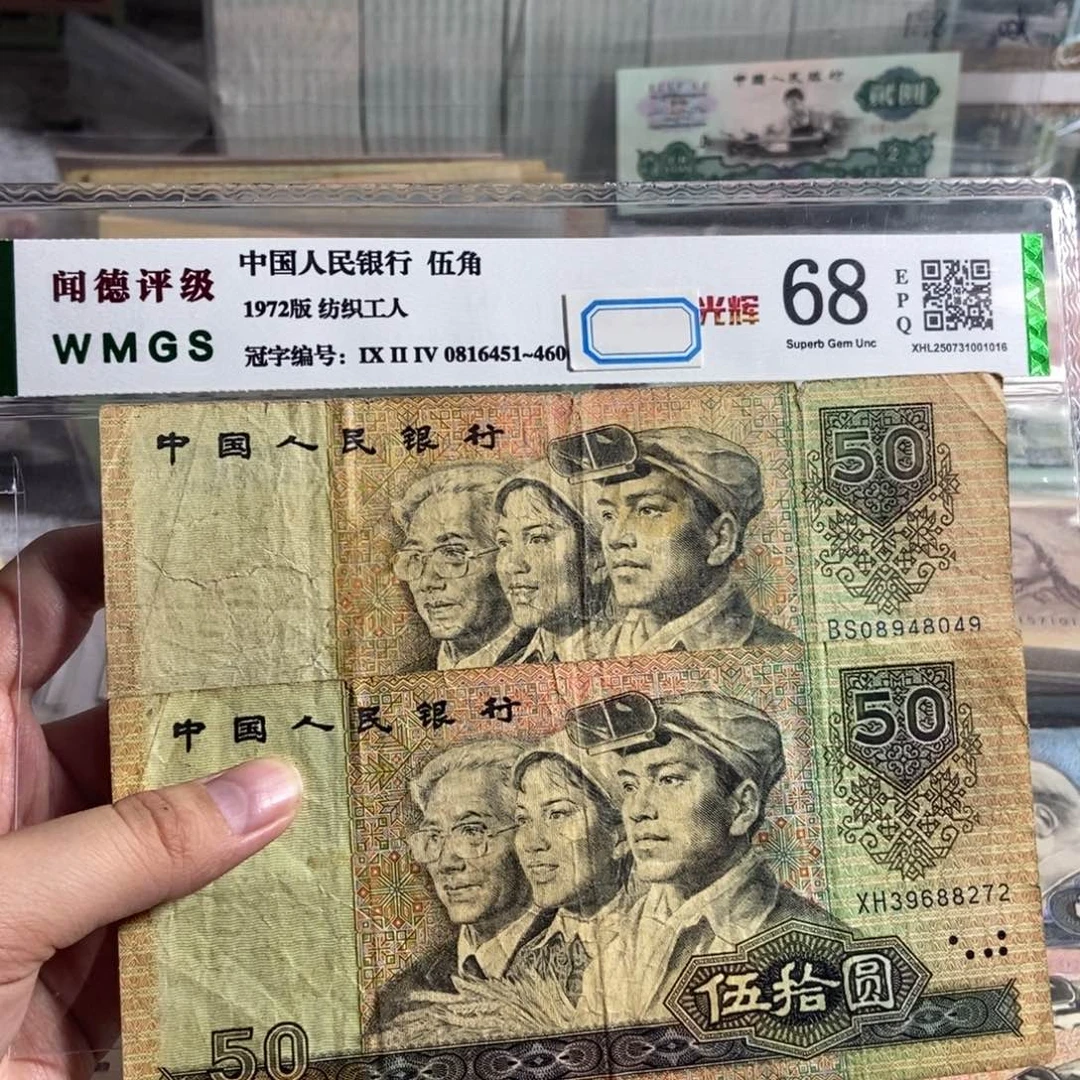 中国人民银行
贰圆
2
闻德评级
WMGS
中国人民银行 伍角
1972版 纺织工人
冠字编号：IX II IV 0816451~460
光辉
68
Superb Gem Unc
EPQ
XHL250731001016
中国人民银行
50
BS08948049
中国人民银行
50
XH39688272
伍拾圆
50